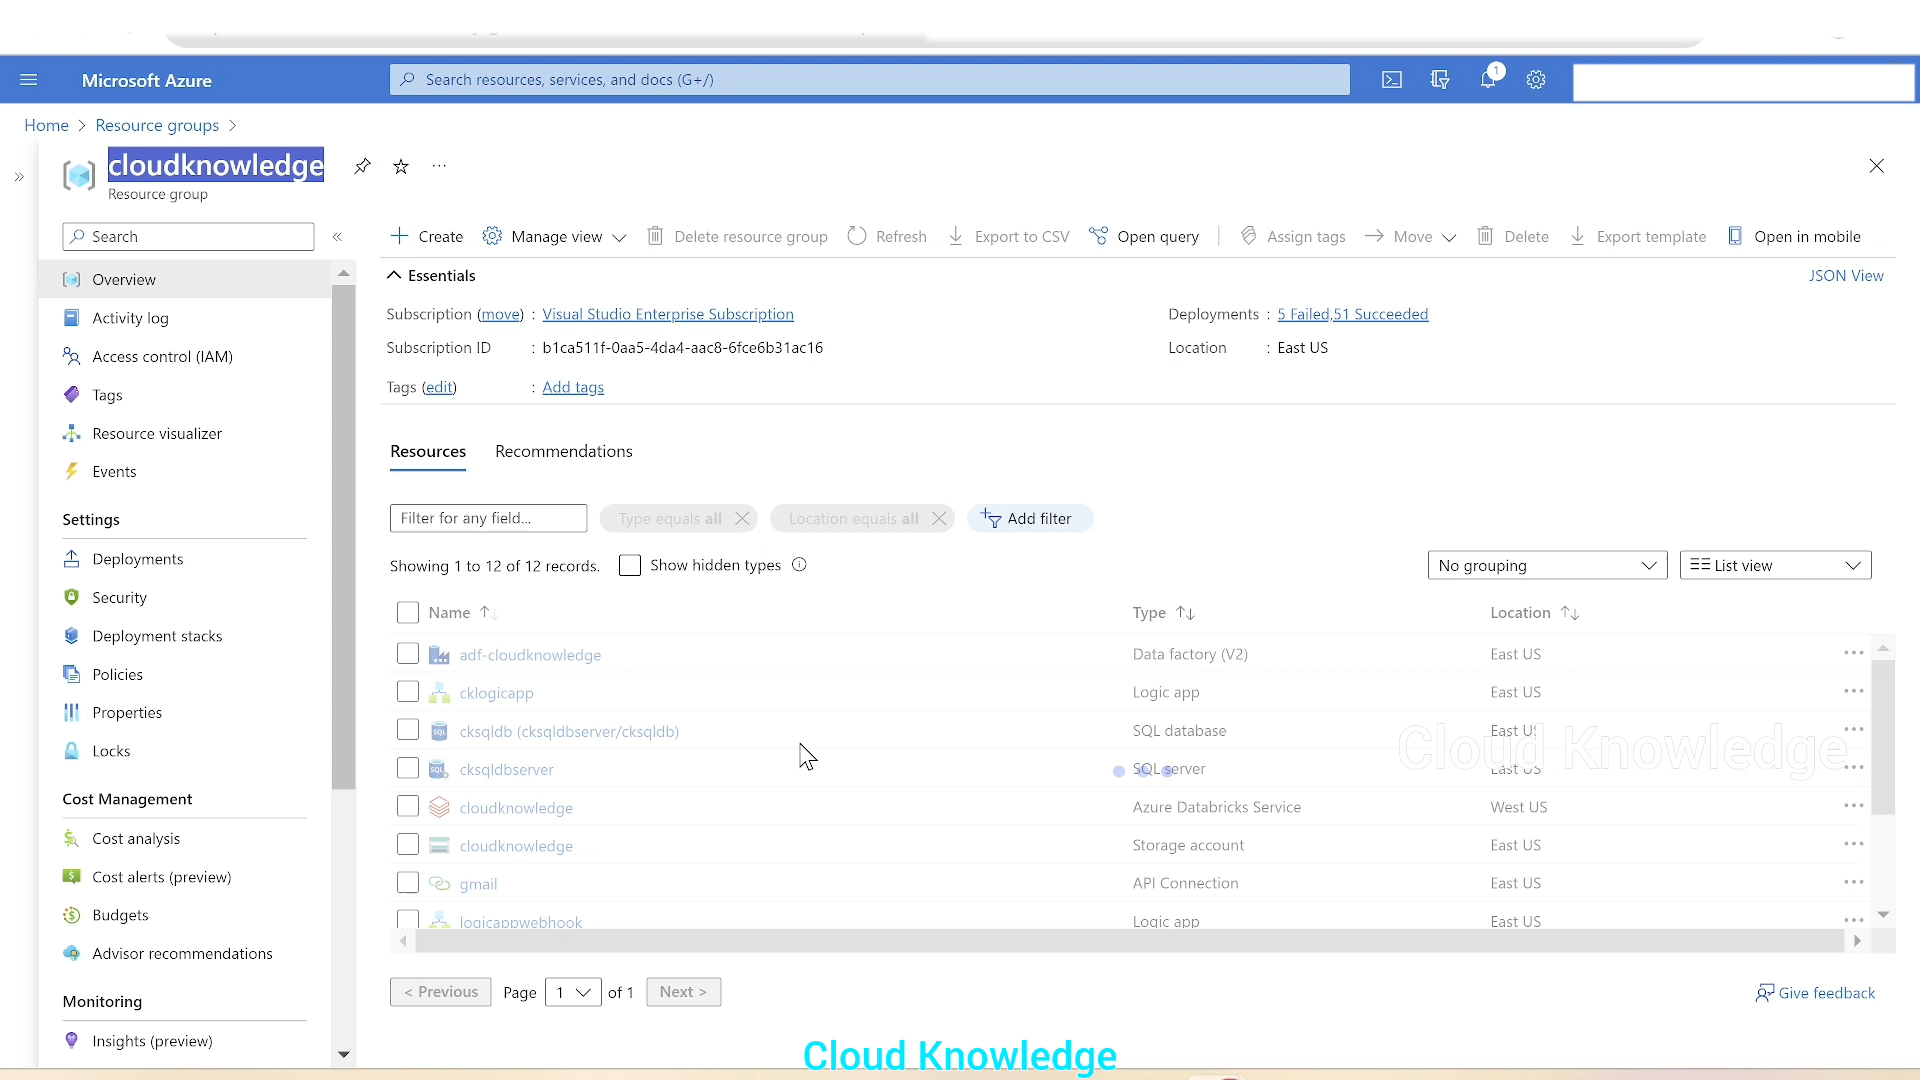 Microsoft Azure
Search resources, services, and docs (G+/)
1
Home > Resource groups >
cloudknowledge
Resource group
Search
Overview
Activity log
Access control (IAM)
Tags
Resource visualizer
Events
Settings
Deployments
Security
Deployment stacks
Policies
Properties
Locks
Cost Management
Cost analysis
Cost alerts (preview)
Budgets
Advisor recommendations
Monitoring
Insights (preview)
Create Manage view Delete resource group Refresh Export to CSV Open query Assign tags Move Delete Export template Open in mobile
Essentials JSON View
Subscription (move) : Visual Studio Enterprise Subscription
Subscription ID : b1ca511f-0aa5-4da4-aac8-6fce6b31ac16
Tags (edit) : Add tags
Deployments : 5 Failed,51 Succeeded
Location : East US
Resources Recommendations
Filter for any field... Type equals all Location equals all Add filter
Showing 1 to 12 of 12 records. Show hidden types No grouping List view
Name Type Location
adf-cloudknowledge Data factory (V2) East US
cklogicapp Logic app East US
cksqldb (cksqldbserver/cksqldb) SQL database East US
cksqldbserver SQL server East US
cloudknowledge Azure Databricks Service West US
cloudknowledge Storage account East US
gmail API Connection East US
logicappwebhook Logic app East US
Cloud Knowledge
< Previous Page 1 of 1 Next > Give feedback
Cloud Knowledge